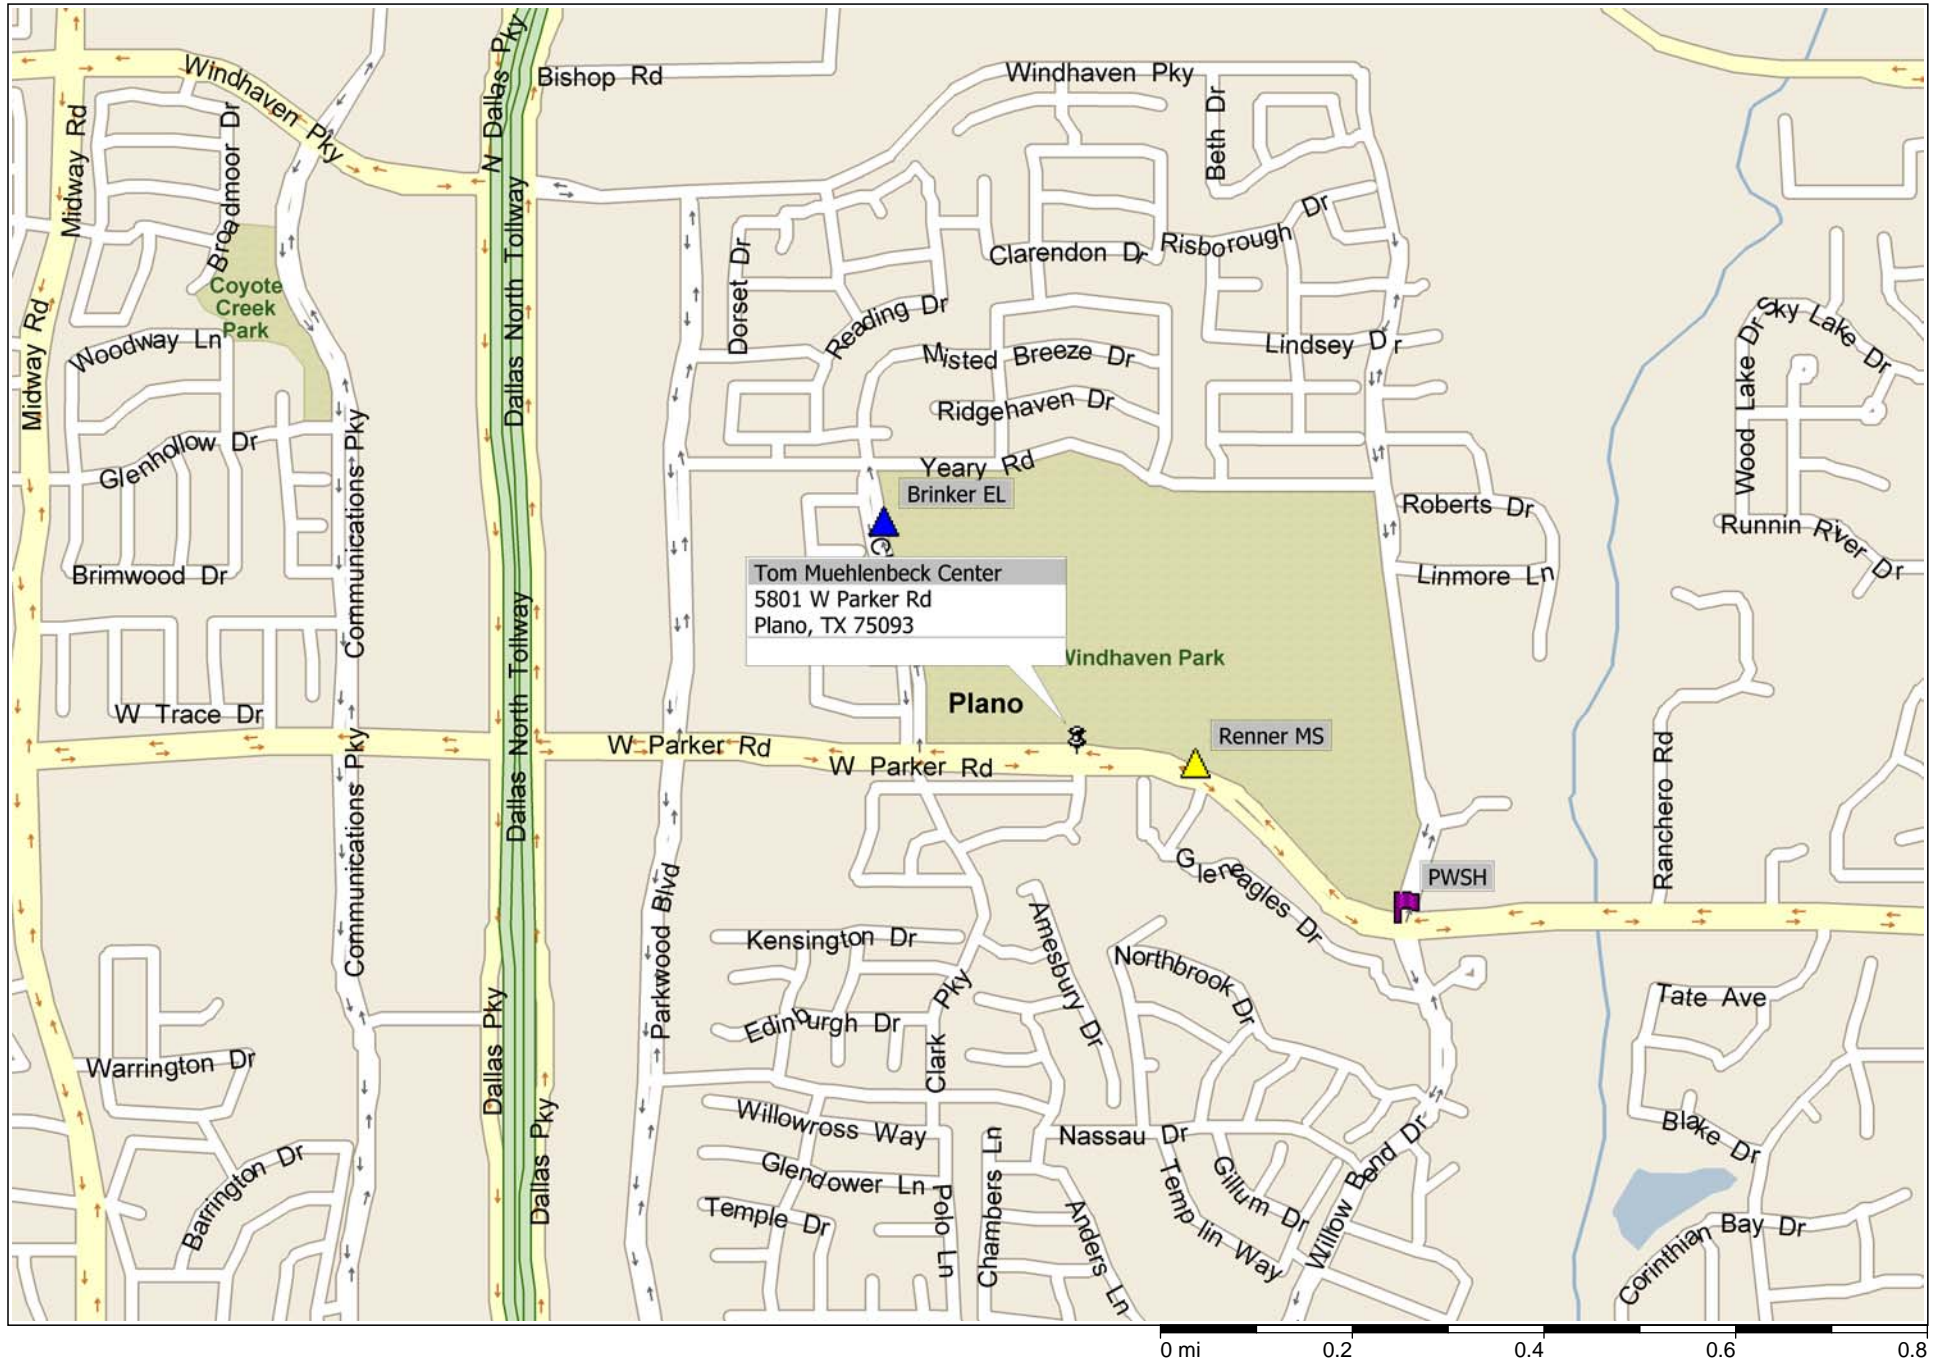 Windhaven Pky
N Dallas Pky
Bishop Rd
Windhaven Pky
Midway Rd
Broadmoor Dr
Beth Dr
Dallas North Tollway
Dorset Dr
Clarendon Dr
Risborough Dr
Coyote
Creek
Park
Midway Rd
Woodway Ln
Reading Dr
Misted Breeze Dr
Lindsey Dr
Sky Lake Dr
Wood Lake Dr
Ridgehaven Dr
Glenhollow Dr
Communications Pky
Yeary Rd
Brinker EL
Roberts Dr
Runnin River Dr
Brimwood Dr
C
Linmore Ln
Tom Muehlenbeck Center
5801 W Parker Rd
Plano, TX 75093
Windhaven Park
Plano
W Trace Dr
Dallas North Tollway
W Parker Rd
W Parker Rd
Renner MS
Ranchero Rd
Communications Pky
Parkwood Blvd
Gleneagles Dr
PWSH
Kensington Dr
Amesbury Dr
Northbrook Dr
Tate Ave
Edinburgh Dr
Clark Pky
Dallas Pky
Warrington Dr
Willowross Way
Nassau Dr
Blake Dr
Dallas Pky
Barrington Dr
Glendower Ln
Polo Ln
Chambers Ln
Templin Way
Gillum Dr
Willow Bend Dr
Temple Dr
Anders Ln
Corinthian Bay Dr
0 mi 0.2 0.4 0.6 0.8